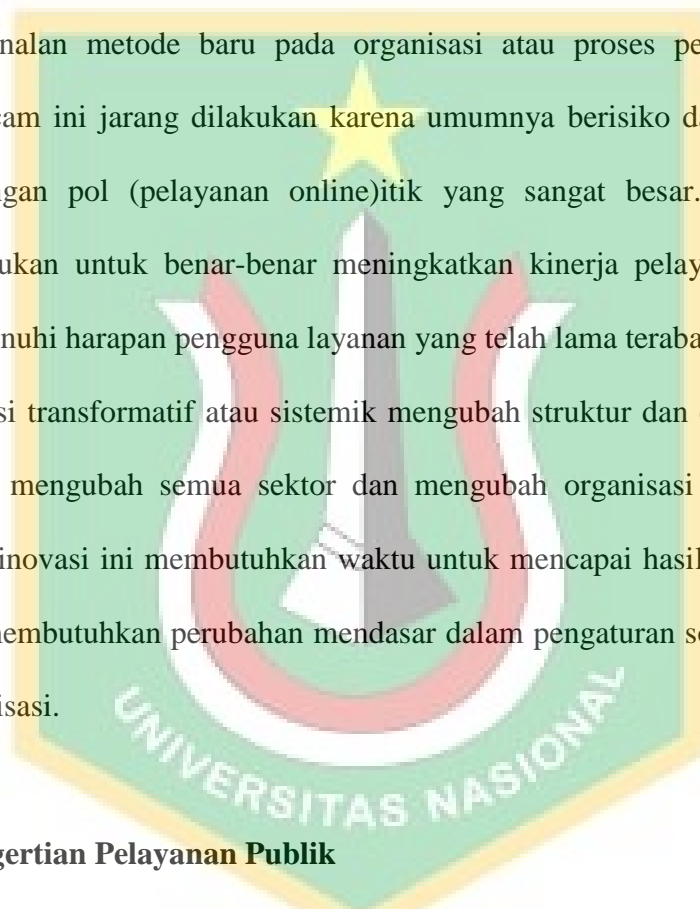 nalan metode baru pada organisasi atau proses pe
am ini jarang dilakukan karena umumnya berisiko da
gan pol (pelayanan online)itik yang sangat besar.
ukan untuk benar-benar meningkatkan kinerja pelay
nuhi harapan pengguna layanan yang telah lama teraba
si transformatif atau sistemik mengubah struktur dan
mengubah semua sektor dan mengubah organisasi
inovasi ini membutuhkan waktu untuk mencapai hasil
membutuhkan perubahan mendasar dalam pengaturan so
isasi.
UNIVERSITAS NASIONAL
gertian Pelayanan Publik